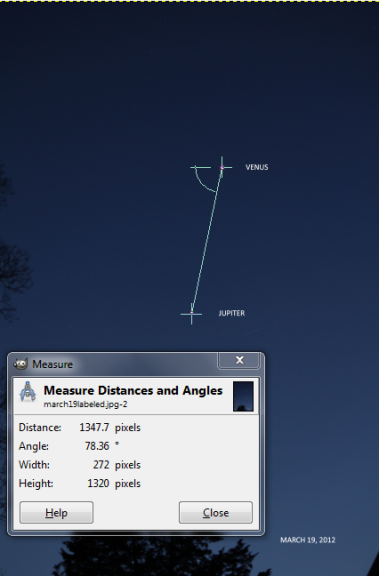 VENUS
JUPITER
Measure
Measure Distances and Angles
march19labeled.jpg-2
Distance: 1347.7 pixels
Angle: 78.36 °
Width: 272 pixels
Height: 1320 pixels
Help Close
MARCH 19, 2012